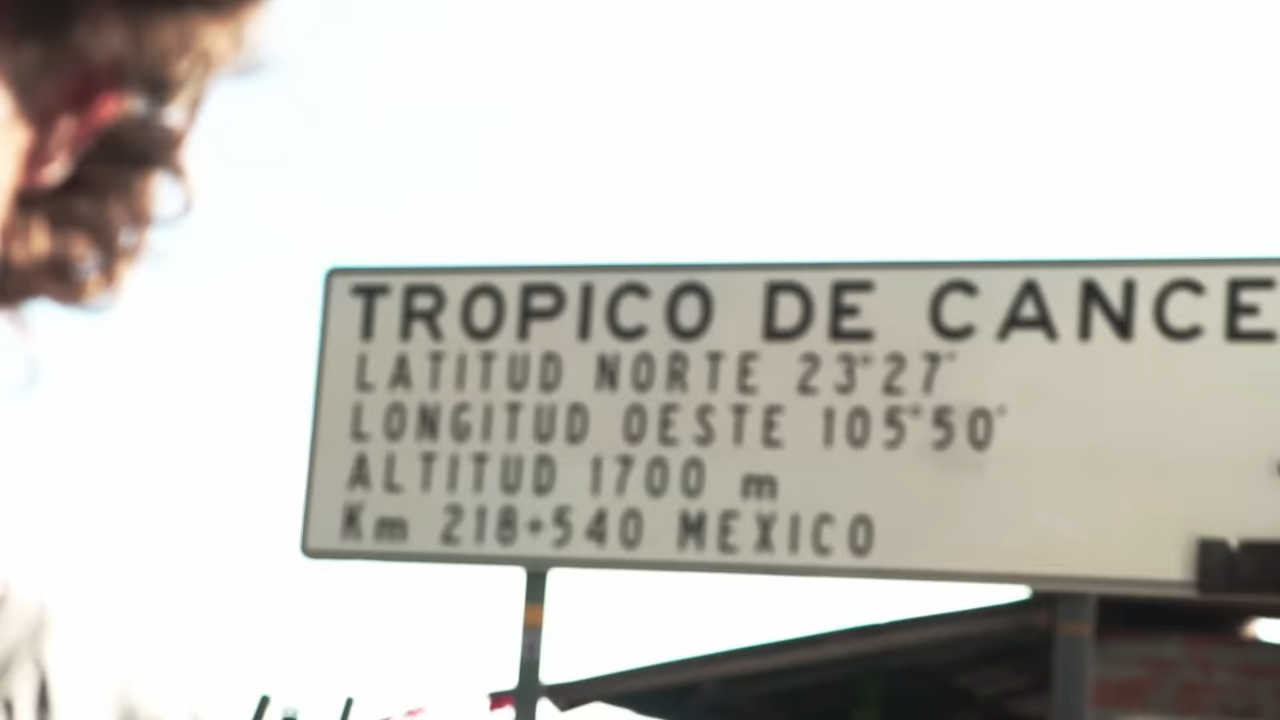 TROPICO DE CANCE
LATITUD NORTE 23°27'
LONGITUD OESTE 105°50'
ALTITUD 1700 m
Km 218+540 MEXICO